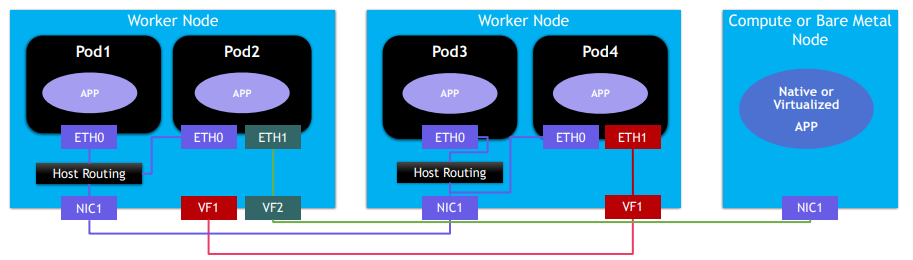 Worker Node
Pod1
APP
ETH0
Pod2
APP
ETH0
ETH1
Host Routing
NIC1
VF1
VF2
Worker Node
Pod3
APP
ETH0
Pod4
APP
ETH0
ETH1
Host Routing
NIC1
VF1
Compute or Bare Metal
Node
Native or
Virtualized
APP
NIC1